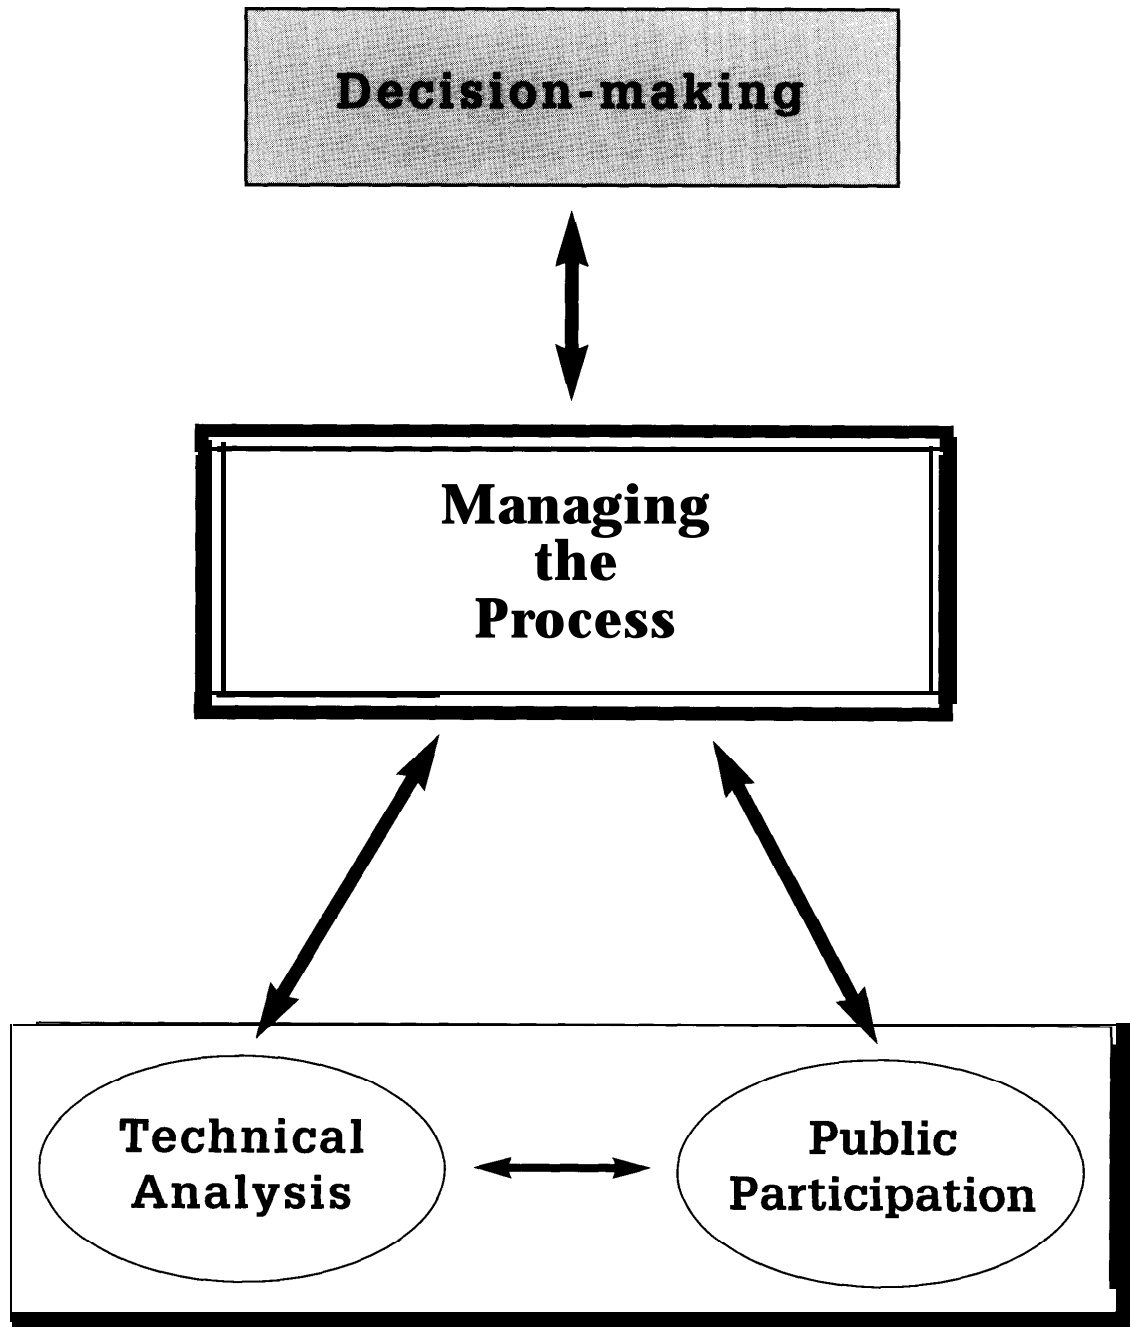 Decision-making
Managing
the
Process
Technical
Analysis
Public
Participation